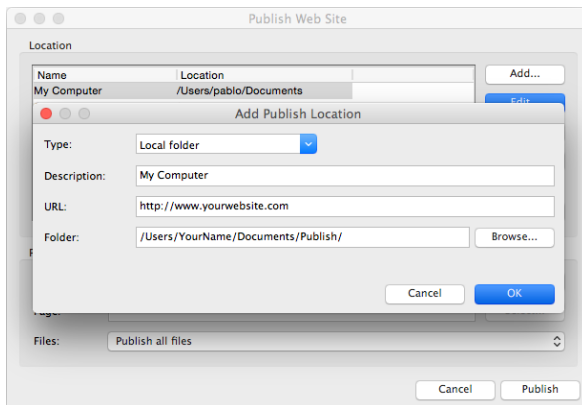 Publish Web Site
Location
Name Location
My Computer /Users/pablo/Documents
Add...
Edit...
Add Publish Location
Type: Local folder
Description: My Computer
URL: http://www.yourwebsite.com
Folder: /Users/YourName/Documents/Publish/ Browse...
Cancel OK
Files: Publish all files
Cancel Publish